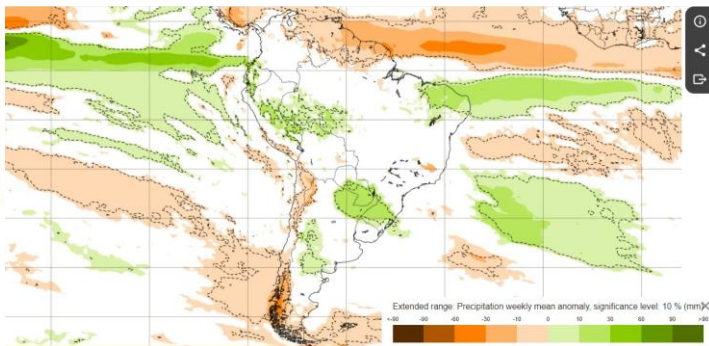 Extended range: Precipitation weekly mean anomaly, significance level: 10 % (mm)
<-90 -90 -60 -30 -10 0 10 30 60 90 >90